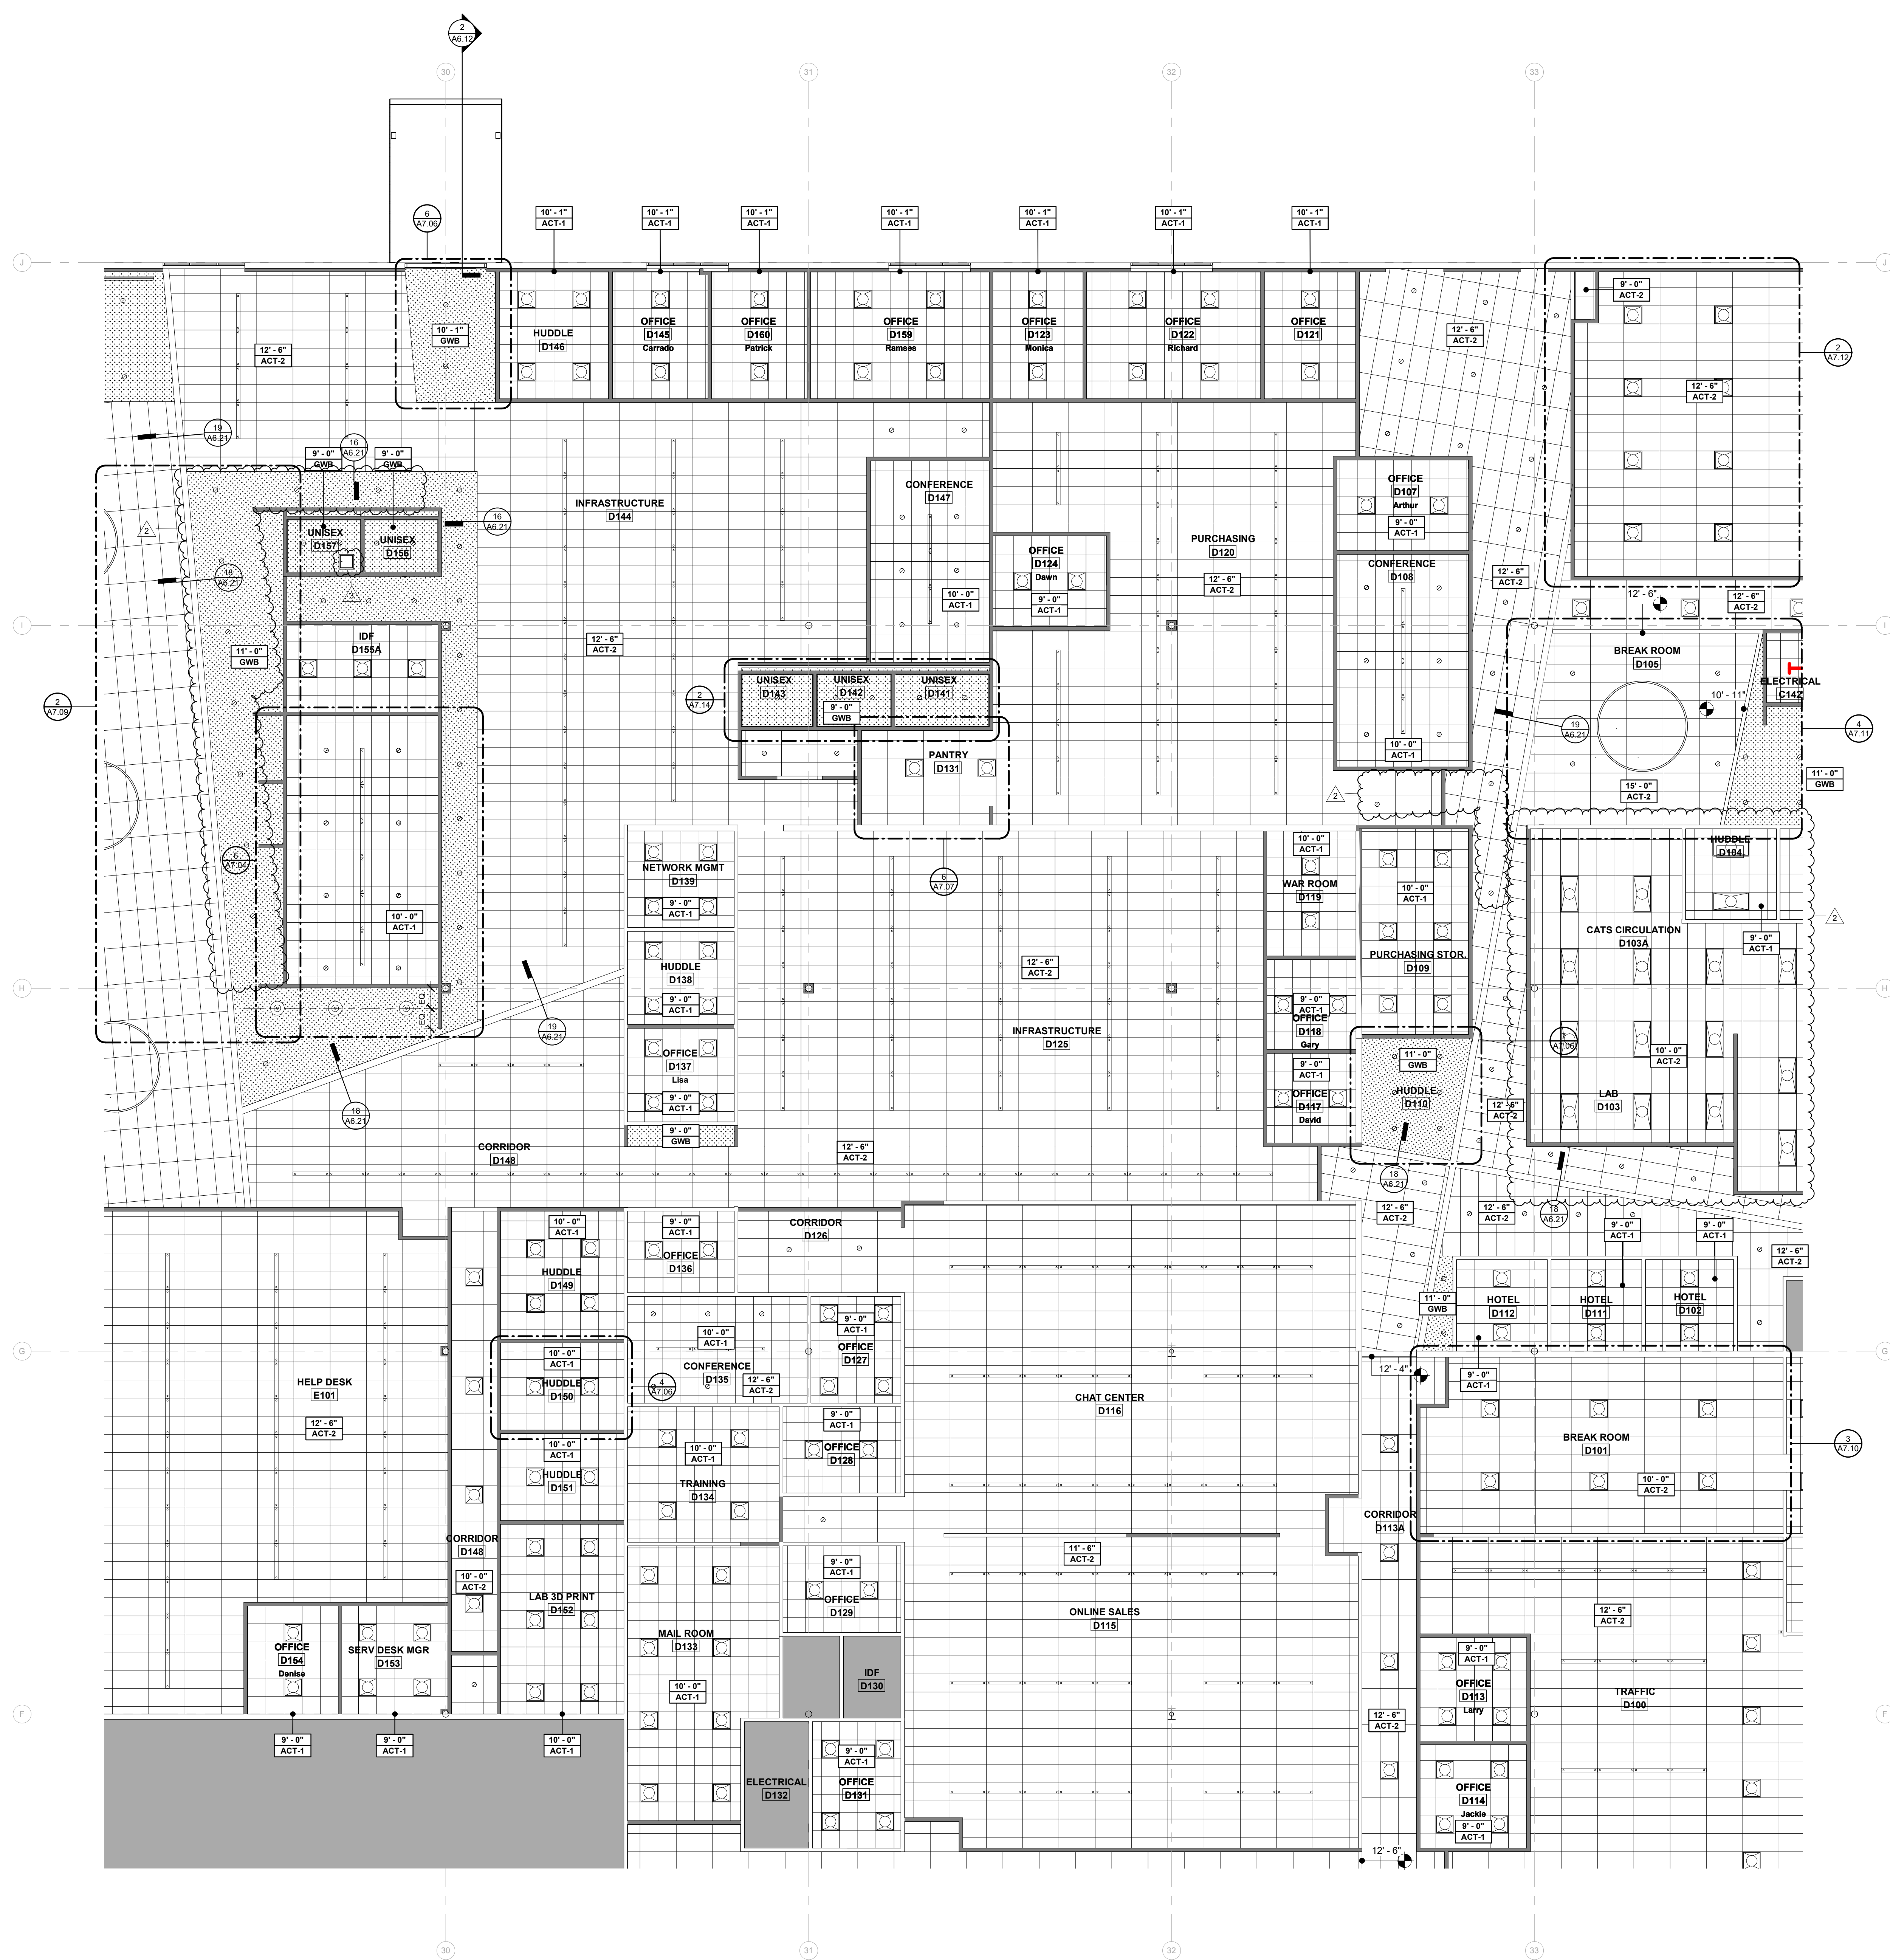 2
A6.12
30
31
32
33
6
A7.06
10' - 1"
ACT-1
10' - 1"
ACT-1
10' - 1"
ACT-1
10' - 1"
ACT-1
10' - 1"
ACT-1
10' - 1"
ACT-1
10' - 1"
ACT-1
J
J
9' - 0"
ACT-2
10' - 1"
GWB
12' - 6"
ACT-2
HUDDLE
D146
OFFICE
D145
Carrado
OFFICE
D160
Patrick
OFFICE
D159
Ramses
OFFICE
D123
Monica
OFFICE
D122
Richard
OFFICE
D121
12' - 6"
ACT-2
2
A7.12
12' - 6"
ACT-2
19
A6.21
16
A6.21
9' - 0"
GWB
9' - 0"
GWB
INFRASTRUCTURE
D144
CONFERENCE
D147
OFFICE
D107
Arthur
9' - 0"
ACT-1
2
16
A6.21
UNISEX
D157
UNISEX
D156
PURCHASING
D120
12' - 6"
ACT-2
OFFICE
D124
Dawn
9' - 0"
ACT-1
CONFERENCE
D108
12' - 6"
ACT-2
18
A6.21
3
10' - 0"
ACT-1
12' - 6"
12' - 6"
ACT-2
I
I
IDF
D155A
12' - 6"
ACT-2
11' - 0"
GWB
BREAK ROOM
D105
ELECTRICAL
C142
10' - 11"
2
A7.09
2
A7.14
UNISEX
D143
UNISEX
D142
UNISEX
D141
9' - 0"
GWB
19
A6.21
4
A7.11
PANTRY
D131
10' - 0"
ACT-1
15' - 0"
ACT-2
11' - 0"
GWB
2
6
A7.04
6
A7.07
NETWORK MGMT
D139
9' - 0"
ACT-1
10' - 0"
ACT-1
WAR ROOM
D119
10' - 0"
ACT-1
HUDDLE
D104
9' - 0"
ACT-1
2
10' - 0"
ACT-1
CATS CIRCULATION
D103A
PURCHASING STOR.
D109
HUDDLE
D138
9' - 0"
ACT-1
12' - 6"
ACT-2
H
H
EQ
EQ
19
A6.21
INFRASTRUCTURE
D125
9' - 0"
ACT-1
OFFICE
D118
Gary
OFFICE
D137
Lisa
9' - 0"
ACT-1
9' - 0"
ACT-1
OFFICE
D117
David
11' - 0"
GWB
HUDDLE
D110
A7.06
10' - 0"
ACT-2
LAB
D103
12' - 6"
ACT-2
18
A6.21
9' - 0"
GWB
CORRIDOR
D148
12' - 6"
ACT-2
18
A6.21
18
A6.21
12' - 6"
ACT-2
12' - 6"
ACT-2
9' - 0"
ACT-1
9' - 0"
ACT-1
12' - 6"
ACT-2
10' - 0"
ACT-1
HUDDLE
D149
9' - 0"
ACT-1
OFFICE
D136
CORRIDOR
D126
11' - 0"
GWB
HOTEL
D112
HOTEL
D111
HOTEL
D102
10' - 0"
ACT-1
9' - 0"
ACT-1
OFFICE
D127
G
G
10' - 0"
ACT-1
HUDDLE
D150
4
A7.06
CONFERENCE
D135
12' - 6"
ACT-2
12' - 4"
9' - 0"
ACT-1
HELP DESK
E101
12' - 6"
ACT-2
CHAT CENTER
D116
9' - 0"
ACT-1
OFFICE
D128
BREAK ROOM
D101
10' - 0"
ACT-2
3
A7.10
10' - 0"
ACT-1
HUDDLE
D151
10' - 0"
ACT-1
TRAINING
D134
CORRIDOR
D148
10' - 0"
ACT-2
CORRIDOR
D113A
11' - 6"
ACT-2
9' - 0"
ACT-1
OFFICE
D129
LAB 3D PRINT
D152
ONLINE SALES
D115
12' - 6"
ACT-2
OFFICE
D154
Denise
SERV DESK MGR
D153
MAIL ROOM
D133
10' - 0"
ACT-1
IDF
D130
9' - 0"
ACT-1
OFFICE
D113
Larry
TRAFFIC
D100
F
F
12' - 6"
ACT-2
9' - 0"
ACT-1
9' - 0"
ACT-1
10' - 0"
ACT-1
ELECTRICAL
D132
9' - 0"
ACT-1
OFFICE
D131
OFFICE
D114
Jackie
9' - 0"
ACT-1
12' - 6"
30
31
32
33